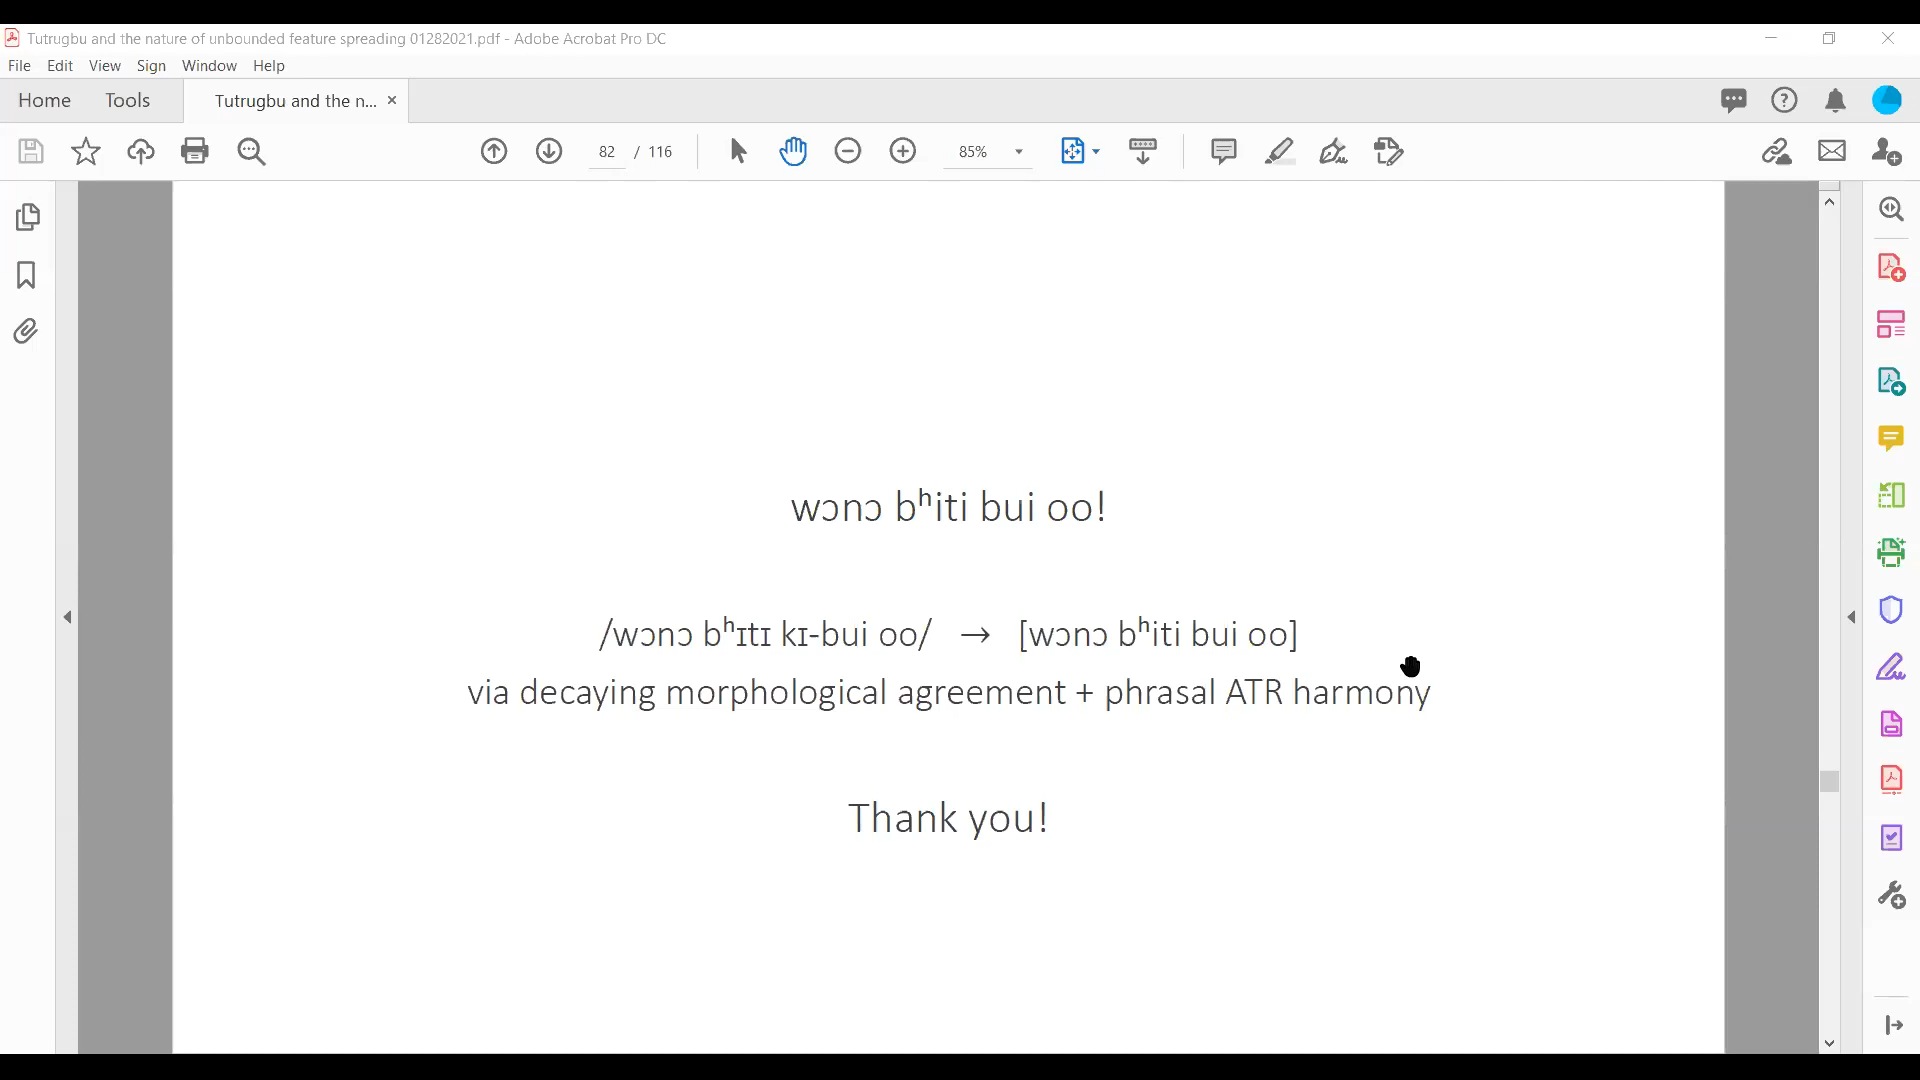 Tutrugbu and the nature of unbounded feature spreading 01282021.pdf - Adobe Acrobat Pro DC
File Edit View Sign Window Help
Home Tools Tutrugbu and the n... ×
82 / 116 85%
wɔnɔ bʰiti bui oo!
/wɔnɔ bʰɪtɪ kɪ-bui oo/ → [wɔnɔ bʰiti bui oo]
via decaying morphological agreement + phrasal ATR harmony
Thank you!